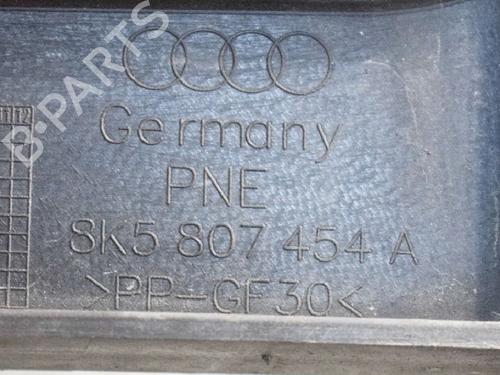 B-PARTS
Germany
PNE
8K5 807 454 A
>PP-GF30<